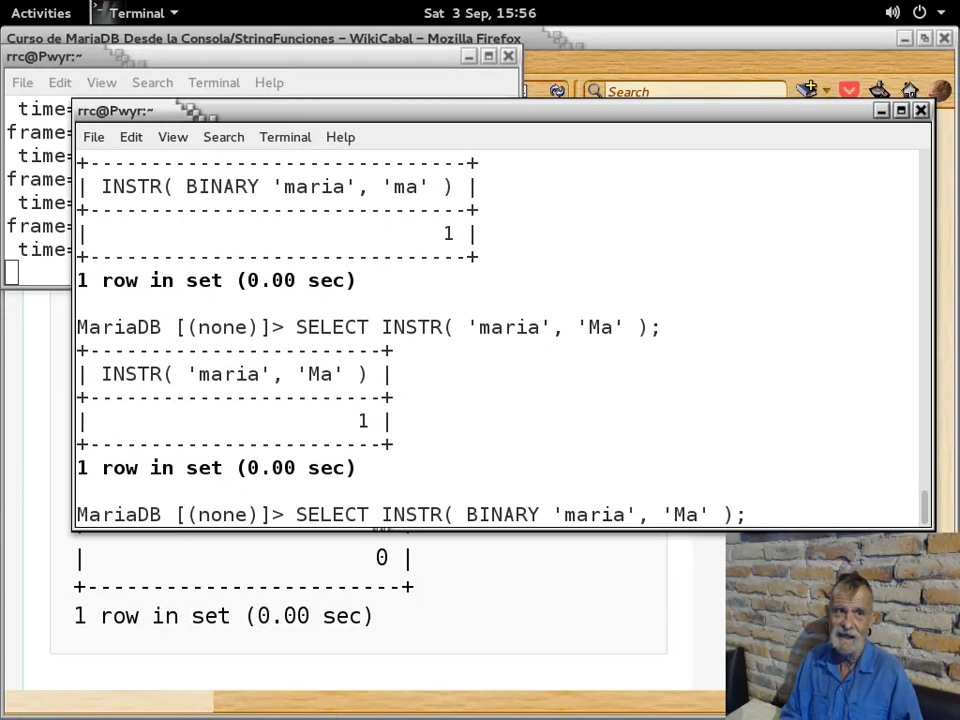 Activities
Terminal
Sat 3 Sep, 15:56
Curso de MariaDB Desde la Consola/StringFunciones – WikiCabal – Mozilla Firefox
rrc@Pwyr:~
File Edit View Search Terminal Help
Search
time=
frame=
time=
frame=
time=
frame=
time=
rrc@Pwyr:~
File Edit View Search Terminal Help
+--------------------------------+
| INSTR( BINARY 'maria', 'ma' ) |
+--------------------------------+
| 1 |
+--------------------------------+
1 row in set (0.00 sec)
MariaDB [(none)]> SELECT INSTR( 'maria', 'Ma' );
+-------------------------+
| INSTR( 'maria', 'Ma' ) |
+-------------------------+
| 1 |
+-------------------------+
1 row in set (0.00 sec)
MariaDB [(none)]> SELECT INSTR( BINARY 'maria', 'Ma' );
| 0 |
+--------------------------+
1 row in set (0.00 sec)